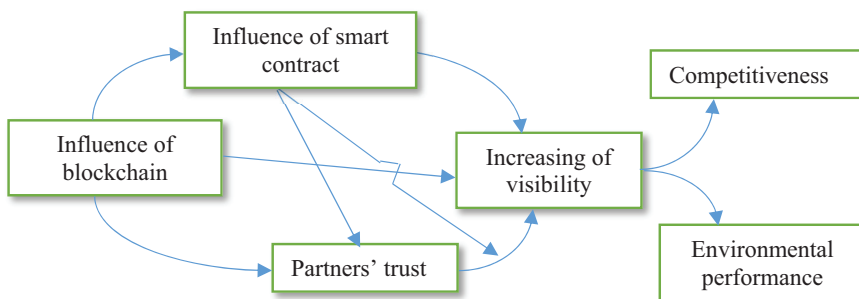 Influence of smart
contract
Competitiveness
Influence of
blockchain
Increasing of
visibility
Partners’ trust
Environmental
performance